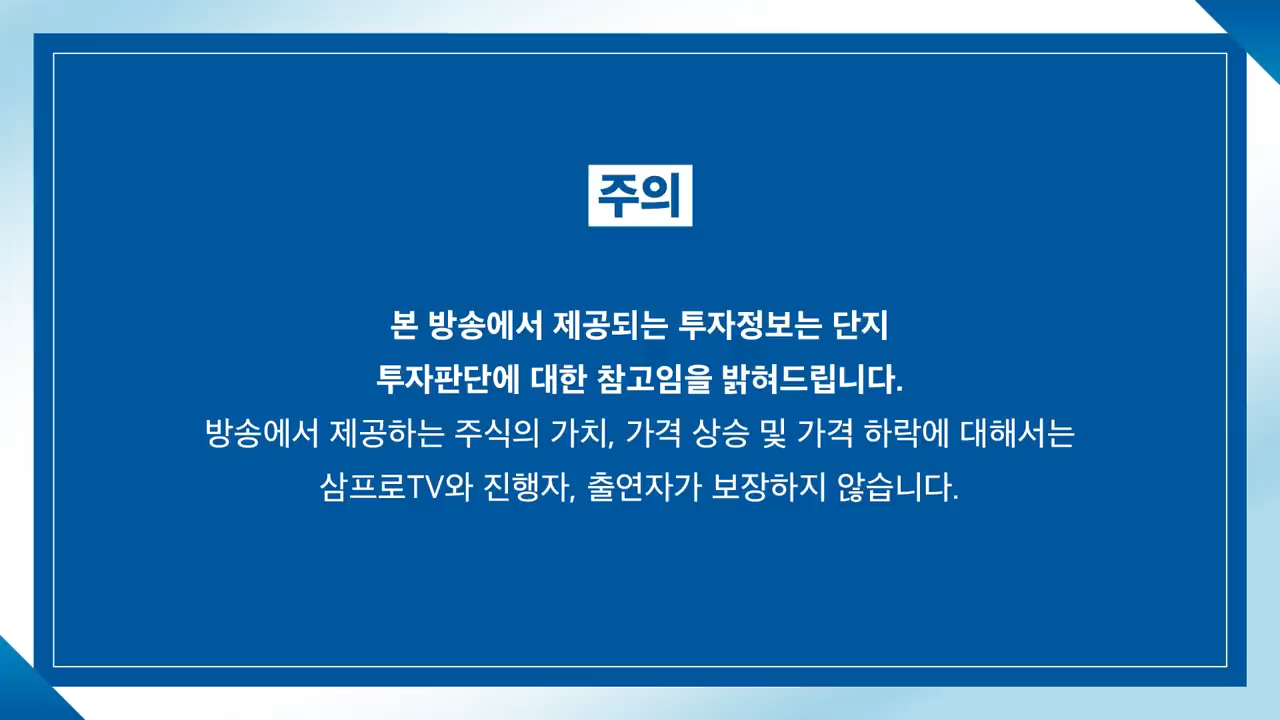 주의
본 방송에서 제공되는 투자정보는 단지
투자판단에 대한 참고임을 밝혀드립니다.
방송에서 제공하는 주식의 가치, 가격 상승 및 가격 하락에 대해서는
삼프로TV와 진행자, 출연자가 보장하지 않습니다.